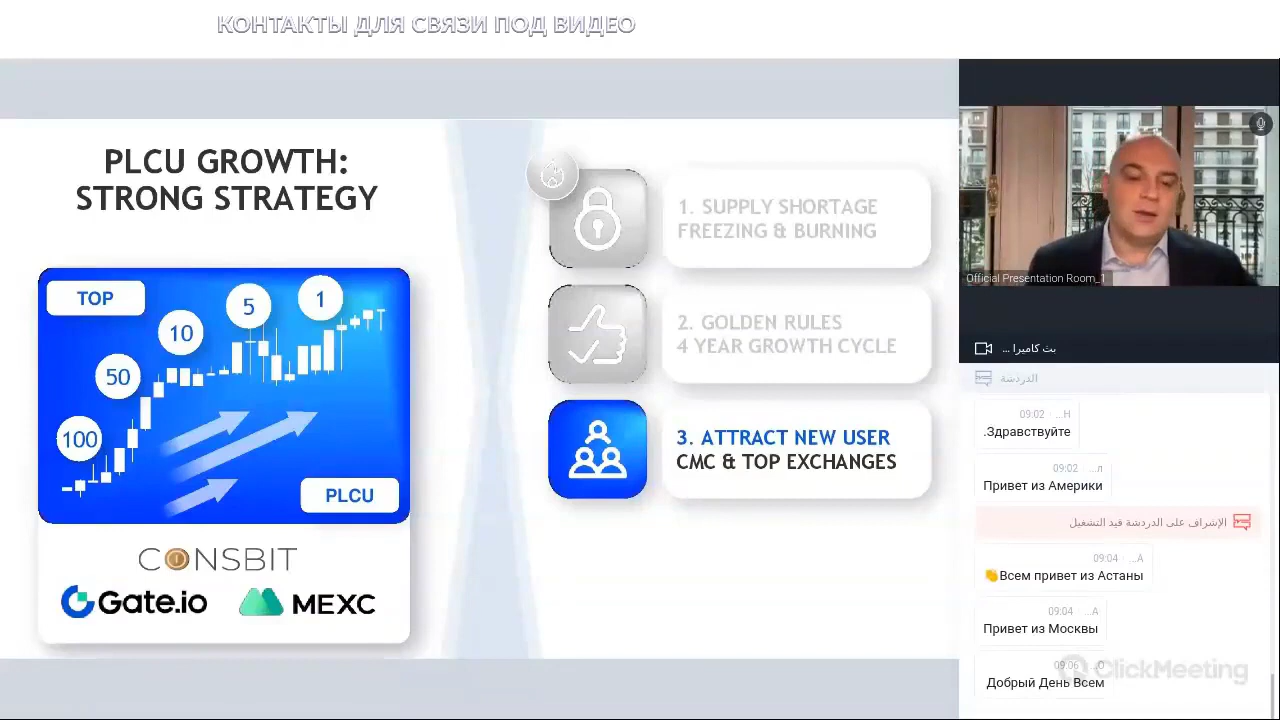 КОНТАКТЫ ДЛЯ СВЯЗИ ПОД ВИДЕО
PLCU GROWTH:
STRONG STRATEGY
TOP
100
50
10
5
1
PLCU
COINSBIT
Gate.io
MEXC
1. SUPPLY SHORTAGE
FREEZING & BURNING
2. GOLDEN RULES
4 YEAR GROWTH CYCLE
3. ATTRACT NEW USER
CMC & TOP EXCHANGES
Official Presentation Room_1
بث كاميرا ...
الدردشة
09:02 ...H
.Здравствуйте
09:02 ...л
Привет из Америки
الإشراف على الدردشة قيد التشغيل
09:04 ...A
👏Всем привет из Астаны
09:04 ...A
Привет из Москвы
09:06 ...O
Добрый День Всем
ClickMeeting